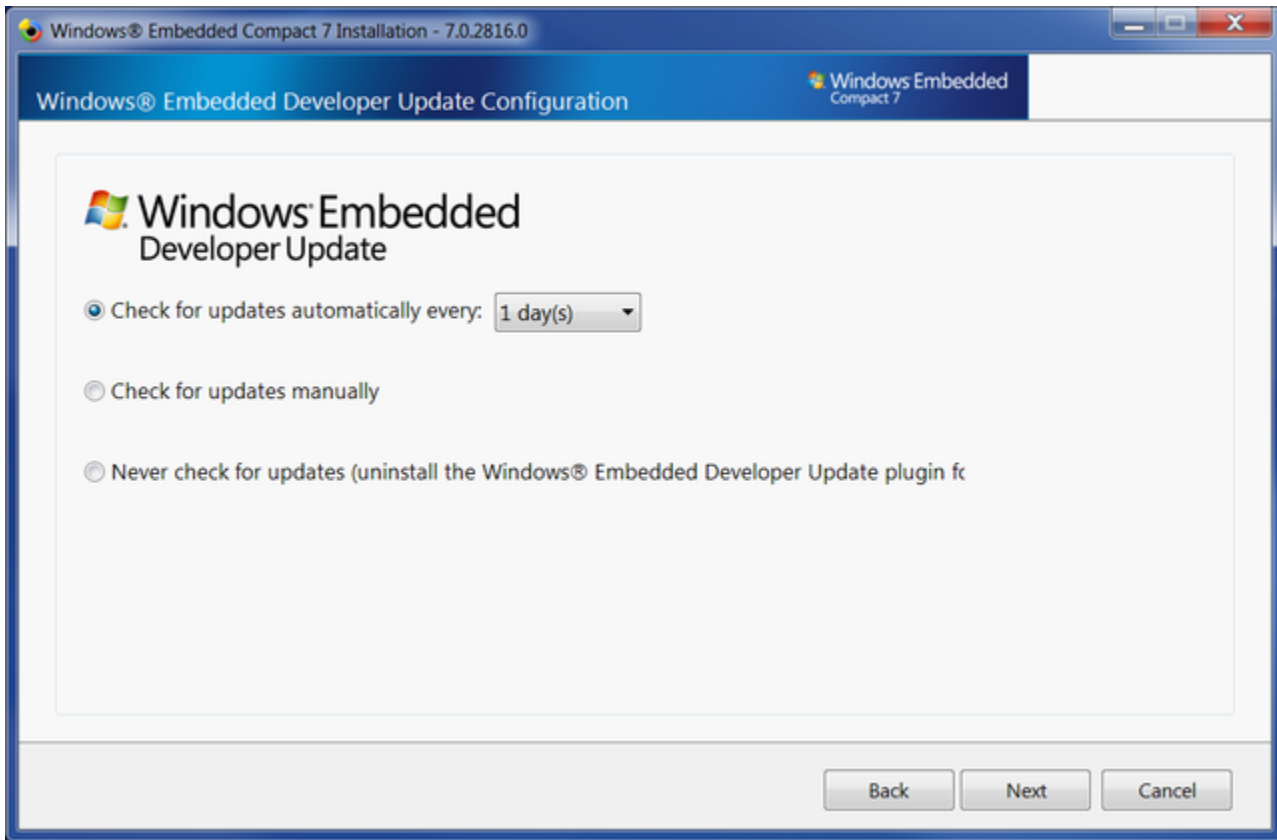 Windows® Embedded Compact 7 Installation - 7.0.2816.0
Windows® Embedded Developer Update Configuration
Windows® Embedded
Compact 7
Windows® Embedded
Developer Update
Check for updates automatically every: 1 day(s)
Check for updates manually
Never check for updates (uninstall the Windows® Embedded Developer Update plugin fo
Back Next Cancel